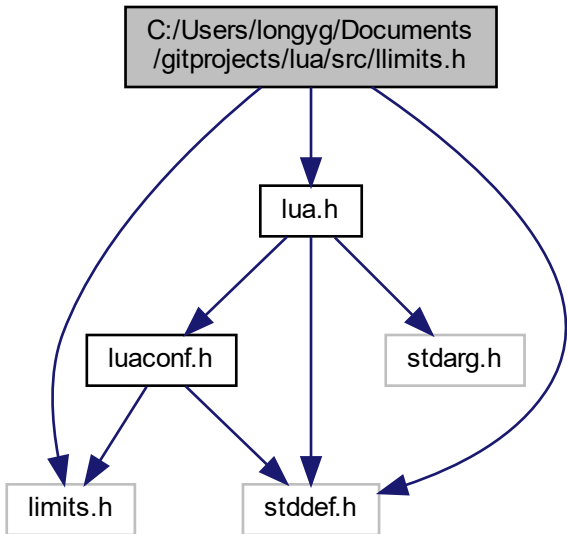 C:/Users/longyg/Documents
/gitprojects/lua/src/llimits.h
lua.h
luaconf.h
stdarg.h
limits.h
stddef.h